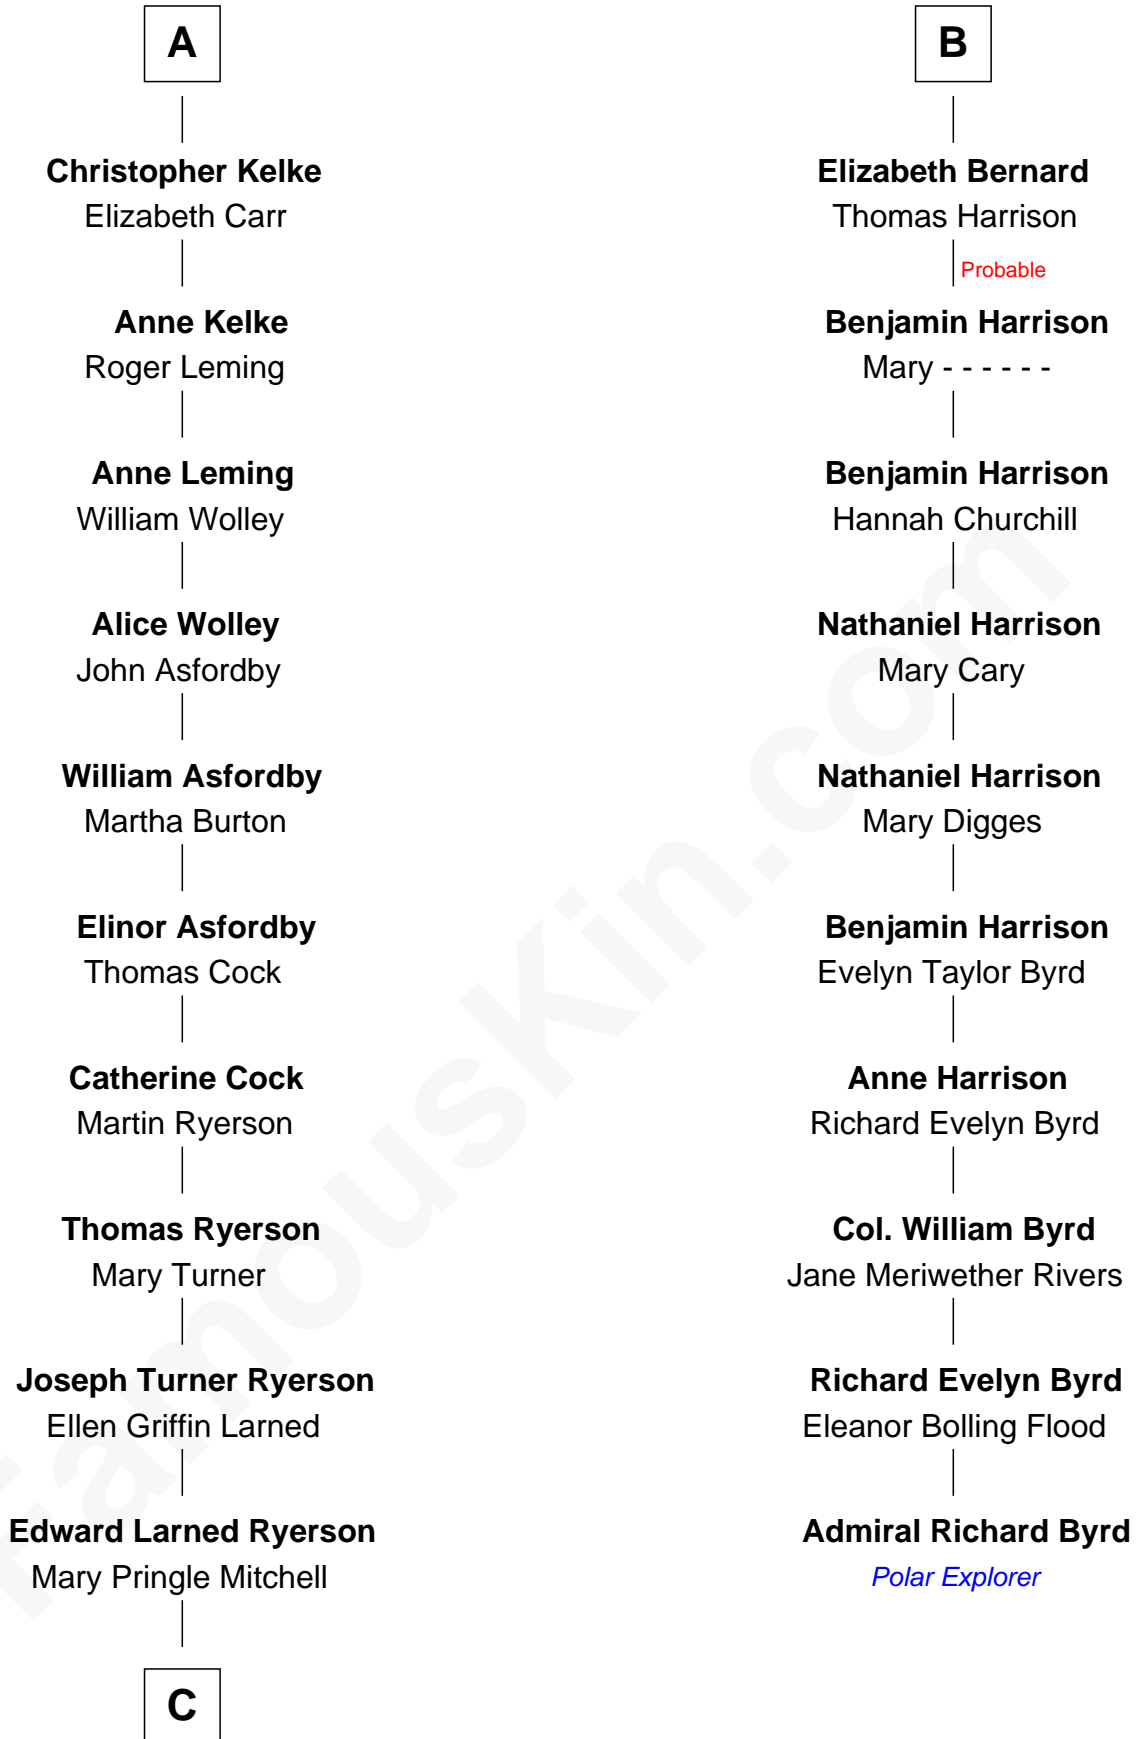 A
Christopher Kelke
Elizabeth Carr
Anne Kelke
Roger Leming
Anne Leming
William Wolley
Alice Wolley
John Asfordby
William Asfordby
Martha Burton
Elinor Asfordby
Thomas Cock
Catherine Cock
Martin Ryerson
Thomas Ryerson
Mary Turner
Joseph Turner Ryerson
Ellen Griffin Larned
Edward Larned Ryerson
Mary Pringle Mitchell
C
B
Elizabeth Bernard
Thomas Harrison
Probable
Benjamin Harrison
Mary - - - - - -
Benjamin Harrison
Hannah Churchill
Nathaniel Harrison
Mary Cary
Nathaniel Harrison
Mary Digges
Benjamin Harrison
Evelyn Taylor Byrd
Anne Harrison
Richard Evelyn Byrd
Col. William Byrd
Jane Meriwether Rivers
Richard Evelyn Byrd
Eleanor Bolling Flood
Admiral Richard Byrd
Polar Explorer
FamousKin.com